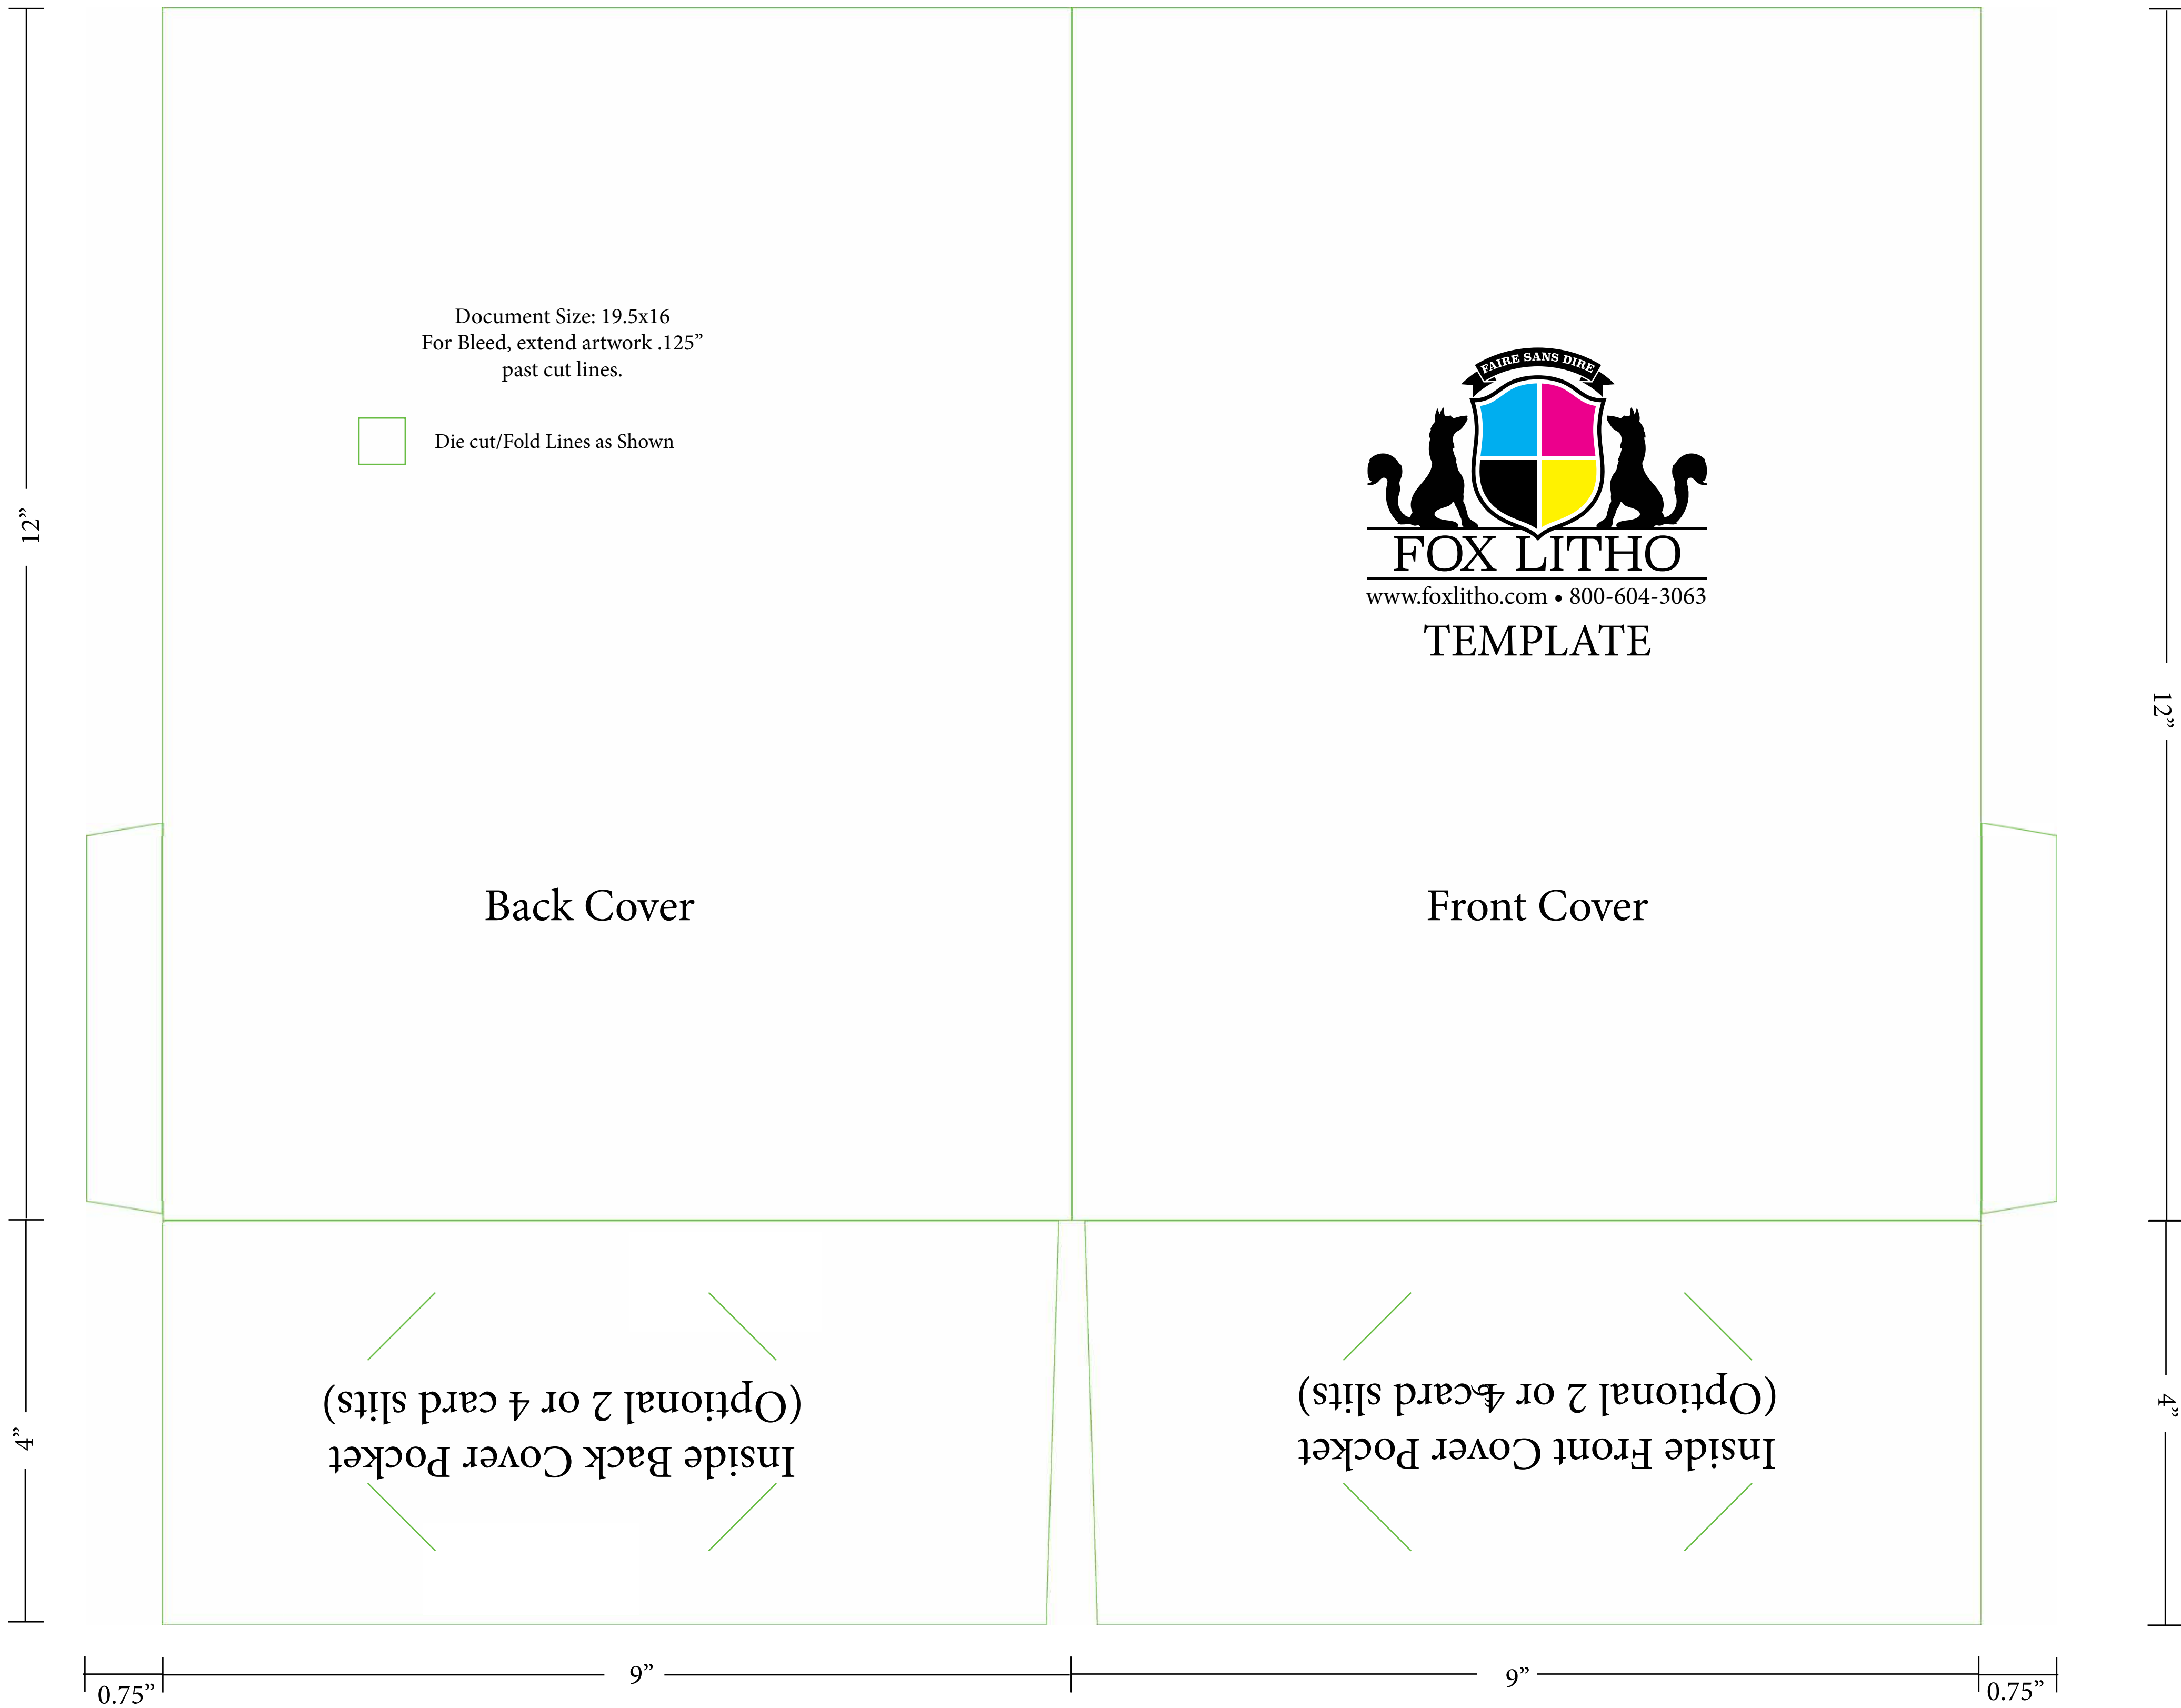 Document Size: 19.5x16
For Bleed, extend artwork .125”
past cut lines.
Die cut/Fold Lines as Shown
FAIRE SANS DIRE
FOX LITHO
www.foxlitho.com • 800-604-3063
TEMPLATE
12”
12”
Back Cover
Front Cover
Inside Back Cover Pocket
(Optional 2 or 4 card slits)
Inside Front Cover Pocket
(Optional 2 or 4 card slits)
4”
4”
0.75”
9”
9”
0.75”